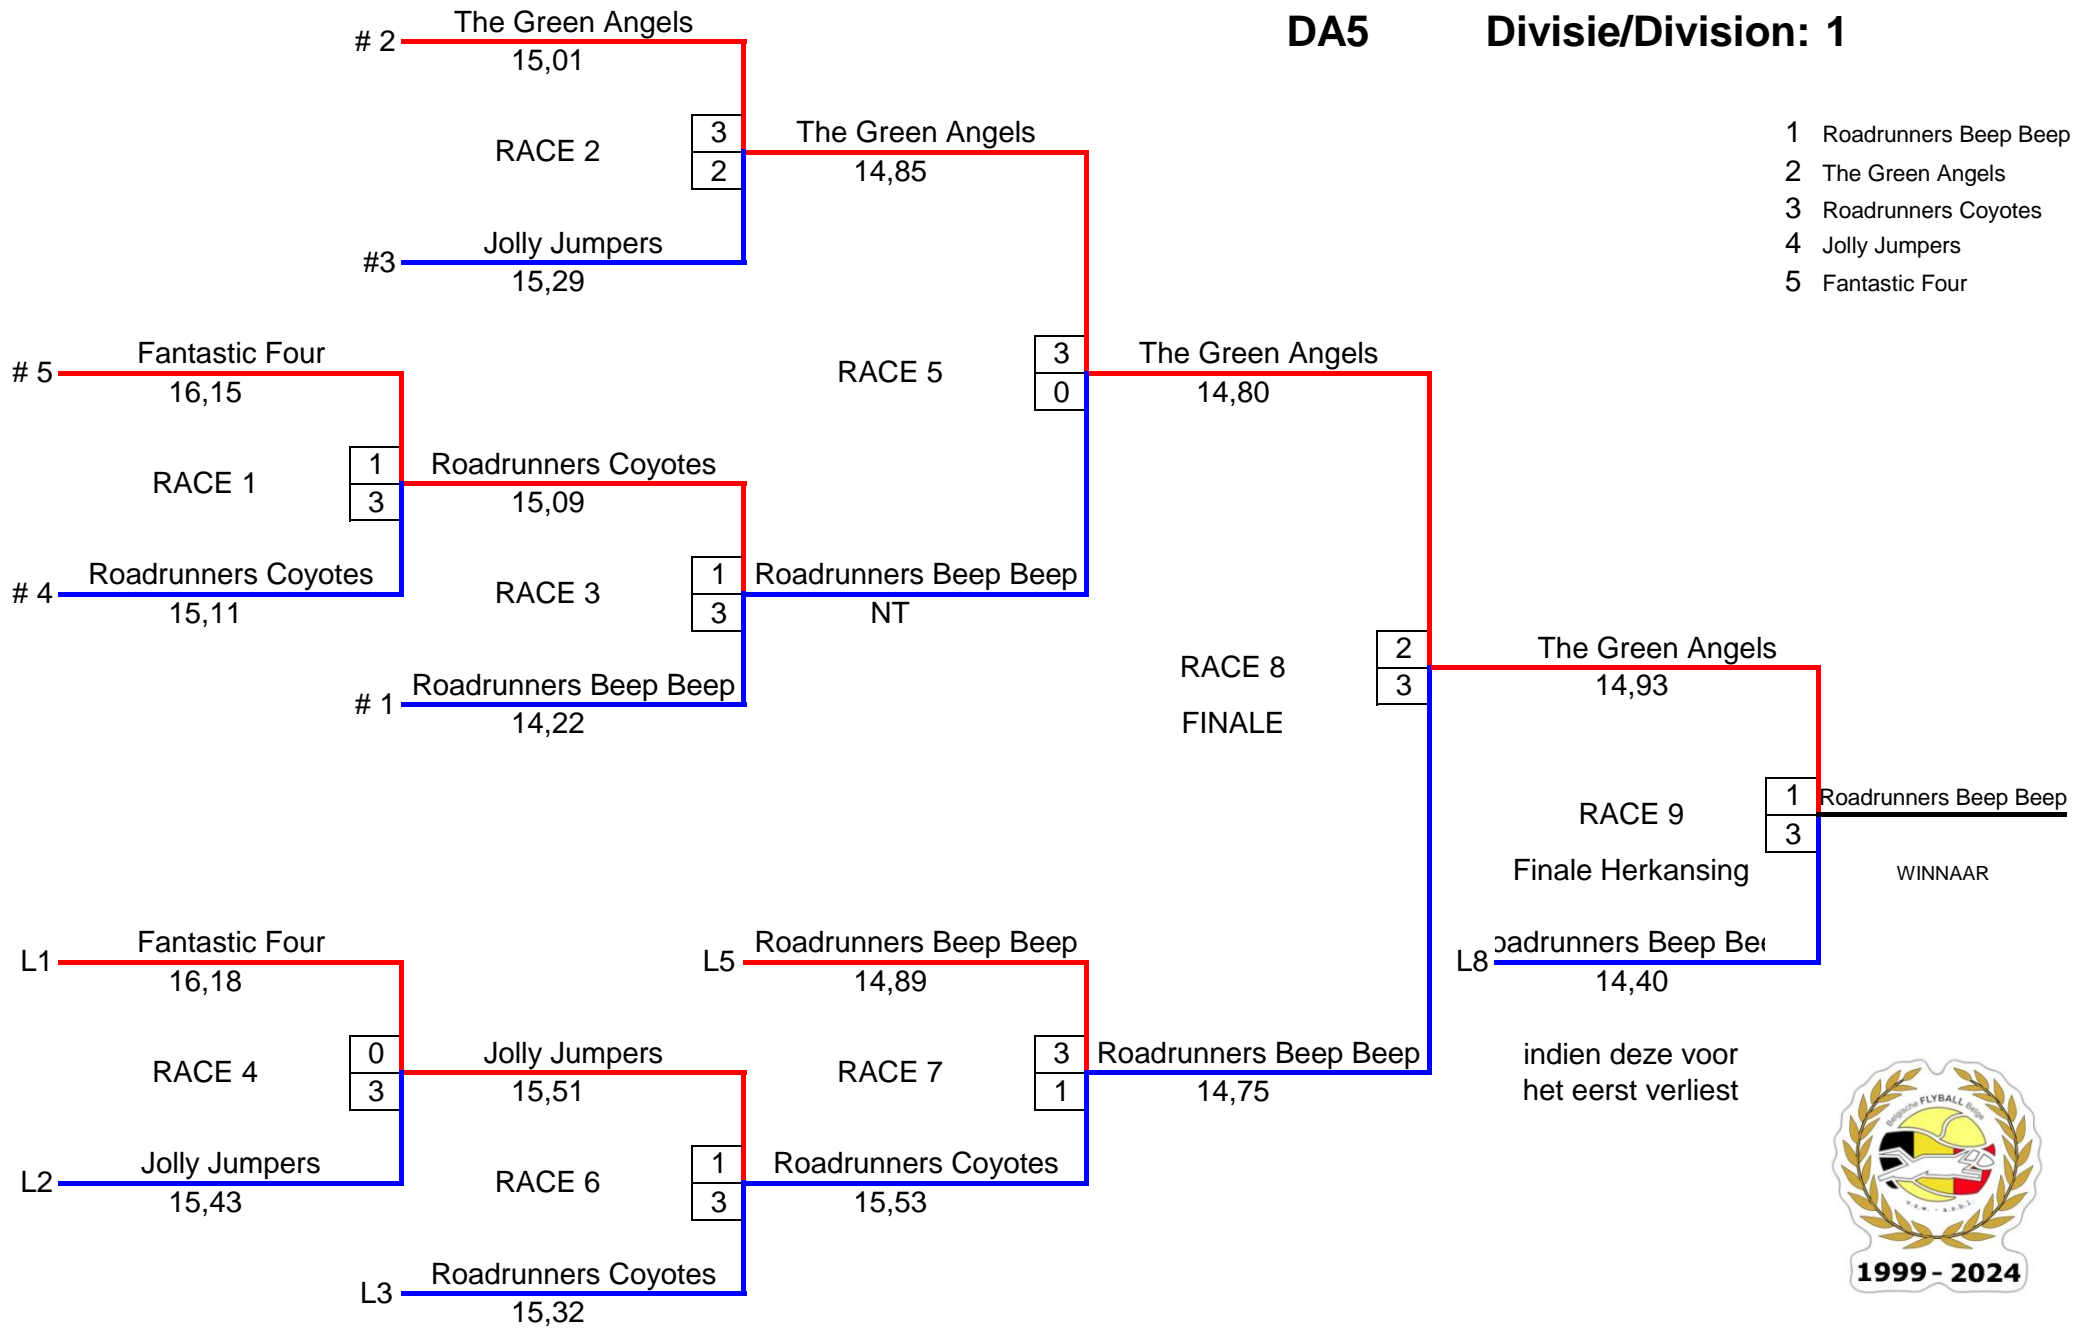 DA5 Divisie/Division: 1
1 Roadrunners Beep Beep
2 The Green Angels
3 Roadrunners Coyotes
4 Jolly Jumpers
5 Fantastic Four
# 2 The Green Angels
15,01
RACE 2
3
2
#3 Jolly Jumpers
15,29
The Green Angels
14,85
# 5 Fantastic Four
16,15
RACE 1
1
3
# 4 Roadrunners Coyotes
15,11
Roadrunners Coyotes
15,09
RACE 3
1
3
# 1 Roadrunners Beep Beep
14,22
Roadrunners Beep Beep
NT
RACE 5
3
0
The Green Angels
14,80
RACE 8
FINALE
2
3
The Green Angels
14,93
RACE 9
Finale Herkansing
1
3
Roadrunners Beep Beep
WINNAAR
L8 oadrunners Beep Bee
14,40
indien deze voor
het eerst verliest
L1 Fantastic Four
16,18
RACE 4
0
3
L2 Jolly Jumpers
15,43
Jolly Jumpers
15,51
RACE 6
1
3
L3 Roadrunners Coyotes
15,32
L5 Roadrunners Beep Beep
14,89
RACE 7
3
1
Roadrunners Coyotes
15,53
Roadrunners Beep Beep
14,75
Belgische FLYBALL Belge
v.z.w. - a.s.b.l.
1999 - 2024